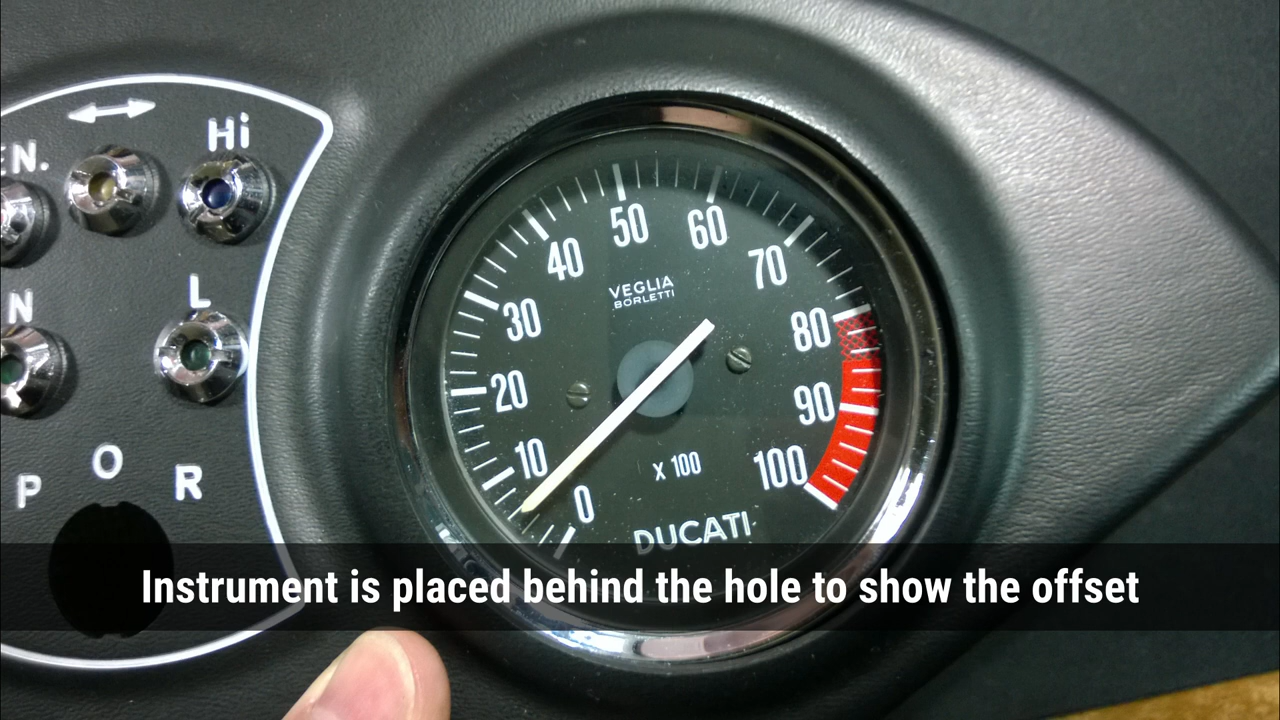 EN.
Hi
N
L
P O R
50
60
40
70
30
80
20
90
10
100
0
VEGLIA
BORLETTI
X 100
DUCATI
Instrument is placed behind the hole to show the offset